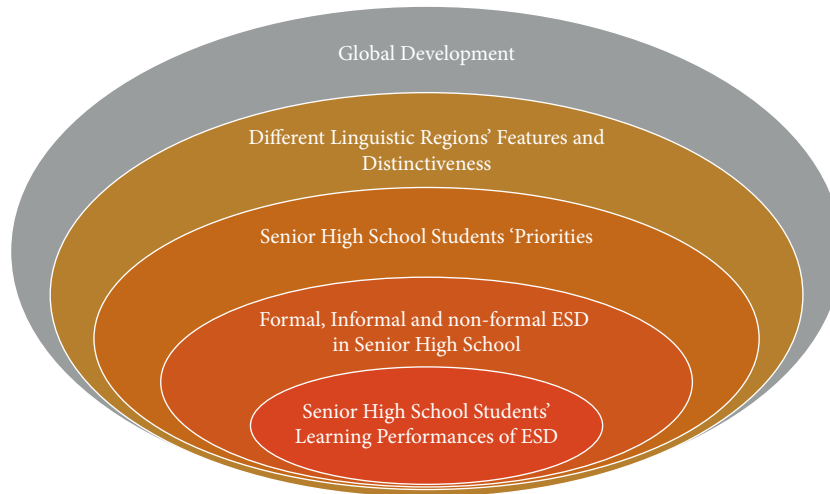 Global Development
Different Linguistic Regions’ Features and
Distinctiveness
Senior High School Students ‘Priorities
Formal, Informal and non-formal ESD
in Senior High School
Senior High School Students’
Learning Performances of ESD